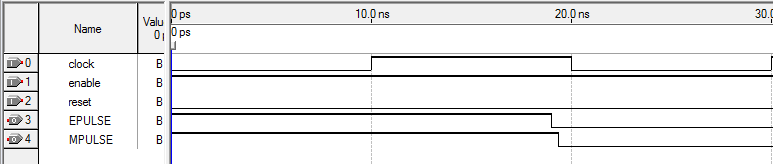 Name
Valu
0 p
0 ps
10.0 ns
20.0 ns
30.0
0 ps
0 clock B
1 enable B
2 reset B
3 EPULSE B
4 MPULSE B